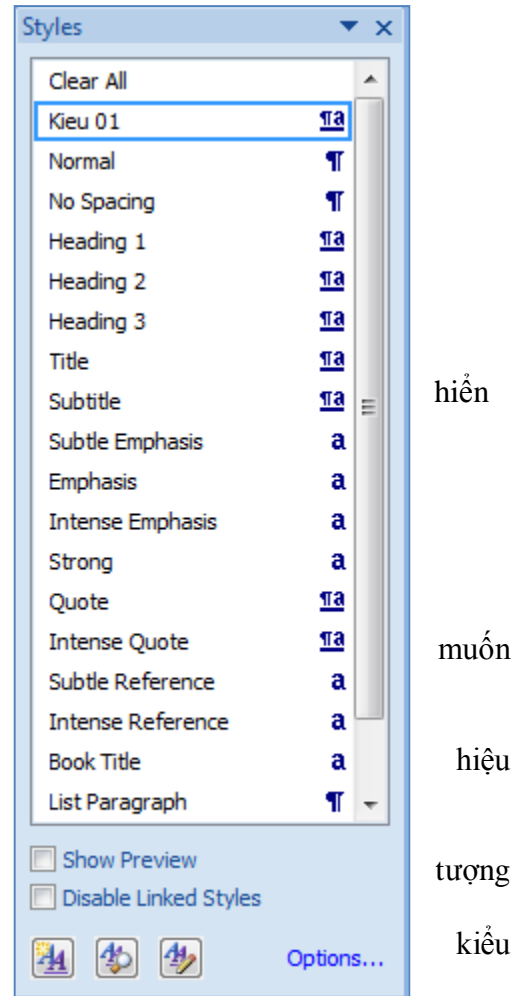 Styles
Clear All
Kieu 01 ¶a
Normal ¶
No Spacing ¶
Heading 1 ¶a
Heading 2 ¶a
Heading 3 ¶a
Title ¶a
hiển
Subtitle ¶a
Subtle Emphasis a
Emphasis a
Intense Emphasis a
Strong a
Quote ¶a
Intense Quote ¶a
muốn
Subtle Reference a
Intense Reference a
Book Title a
hiệu
List Paragraph ¶
Show Preview
tượng
Disable Linked Styles
kiểu
Options...